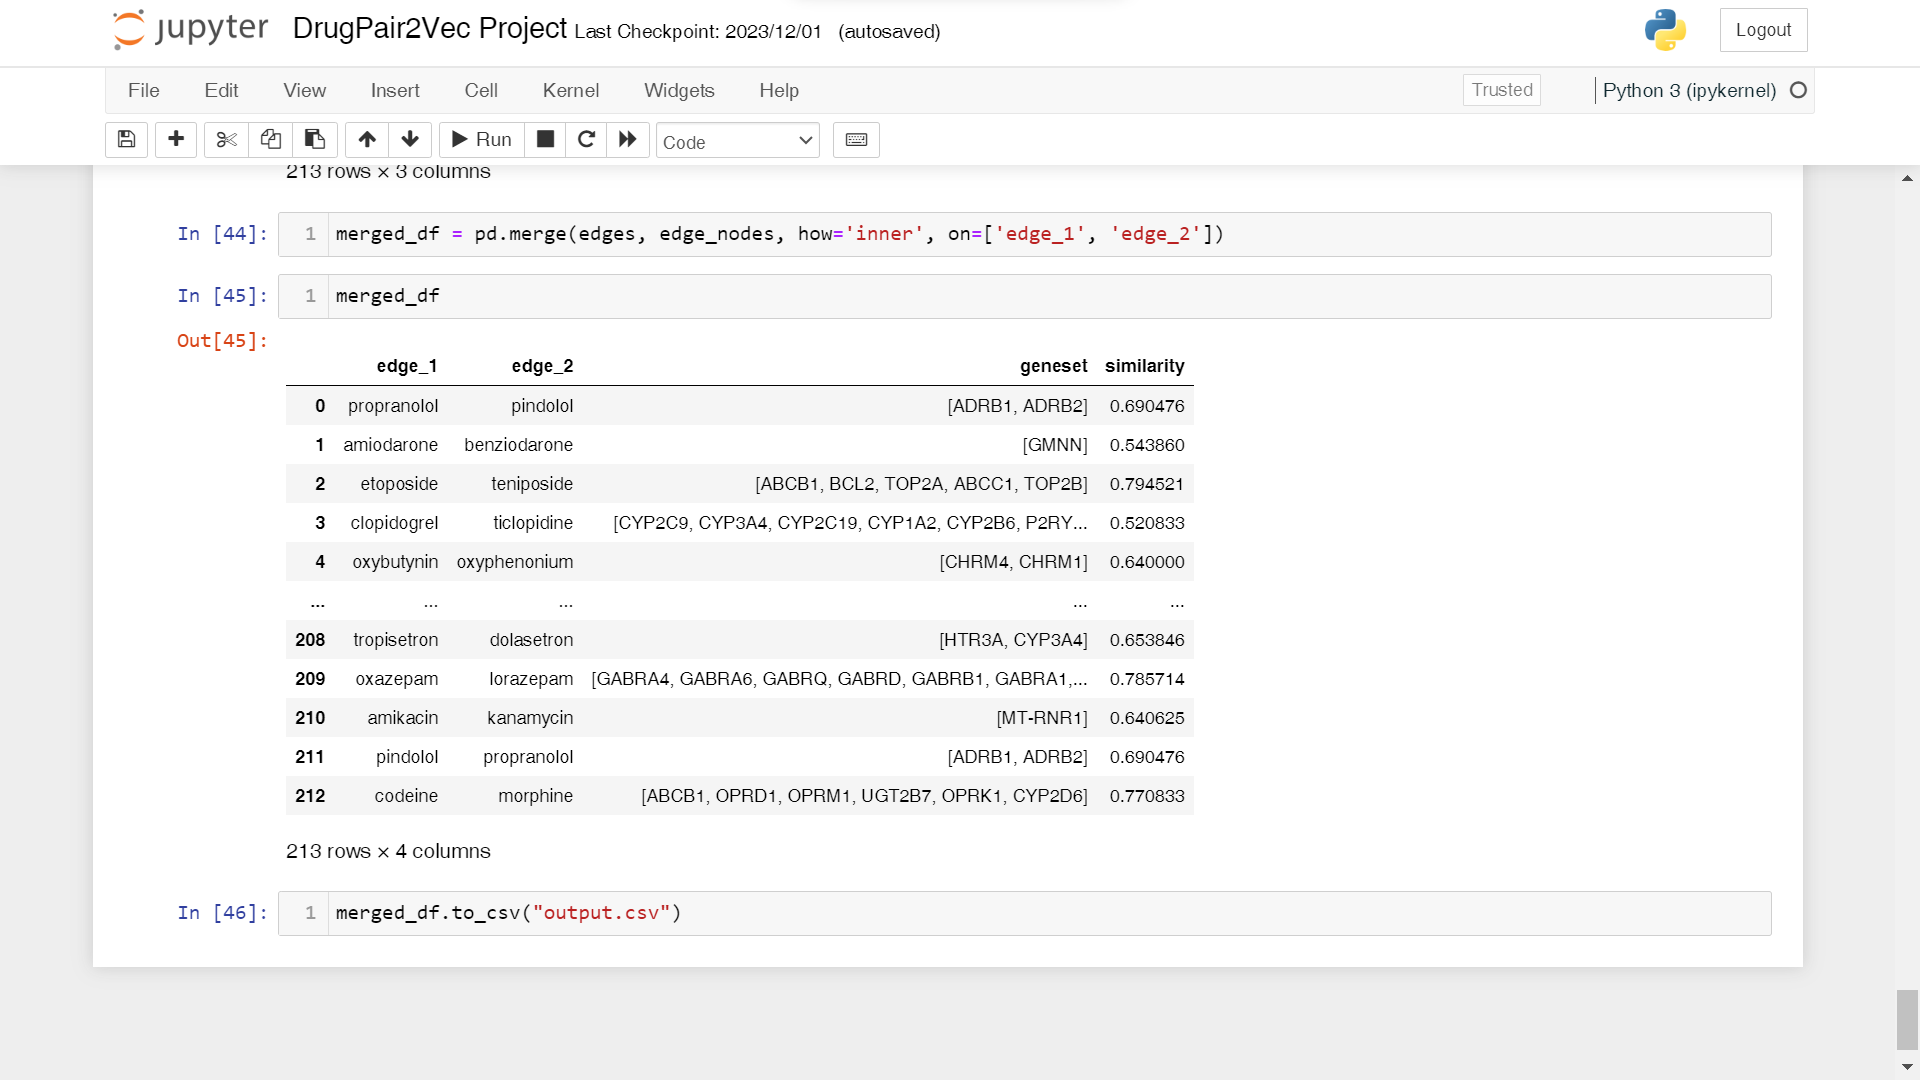 jupyter DrugPair2Vec Project Last Checkpoint: 2023/12/01 (autosaved) Logout
File Edit View Insert Cell Kernel Widgets Help Trusted Python 3 (ipykernel)
Run Code
213 rows × 3 columns
In [44]: 1 merged_df = pd.merge(edges, edge_nodes, how='inner', on=['edge_1', 'edge_2'])
In [45]: 1 merged_df
Out[45]:
edge_1 edge_2 geneset similarity
0 propranolol pindolol [ADRB1, ADRB2] 0.690476
1 amiodarone benziodarone [GMNN] 0.543860
2 etoposide teniposide [ABCB1, BCL2, TOP2A, ABCC1, TOP2B] 0.794521
3 clopidogrel ticlopidine [CYP2C9, CYP3A4, CYP2C19, CYP1A2, CYP2B6, P2RY... 0.520833
4 oxybutynin oxyphenonium [CHRM4, CHRM1] 0.640000
... ... ... ... ...
208 tropisetron dolasetron [HTR3A, CYP3A4] 0.653846
209 oxazepam lorazepam [GABRA4, GABRA6, GABRQ, GABRD, GABRB1, GABRA1,... 0.785714
210 amikacin kanamycin [MT-RNR1] 0.640625
211 pindolol propranolol [ADRB1, ADRB2] 0.690476
212 codeine morphine [ABCB1, OPRD1, OPRM1, UGT2B7, OPRK1, CYP2D6] 0.770833
213 rows × 4 columns
In [46]: 1 merged_df.to_csv("output.csv")